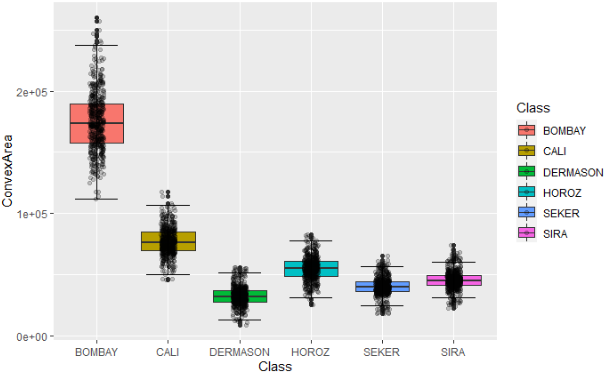 ConvexArea
2e+05
1e+05
0e+00
BOMBAY CALI DERMASON HOROZ SEKER SIRA
Class
Class
BOMBAY
CALI
DERMASON
HOROZ
SEKER
SIRA